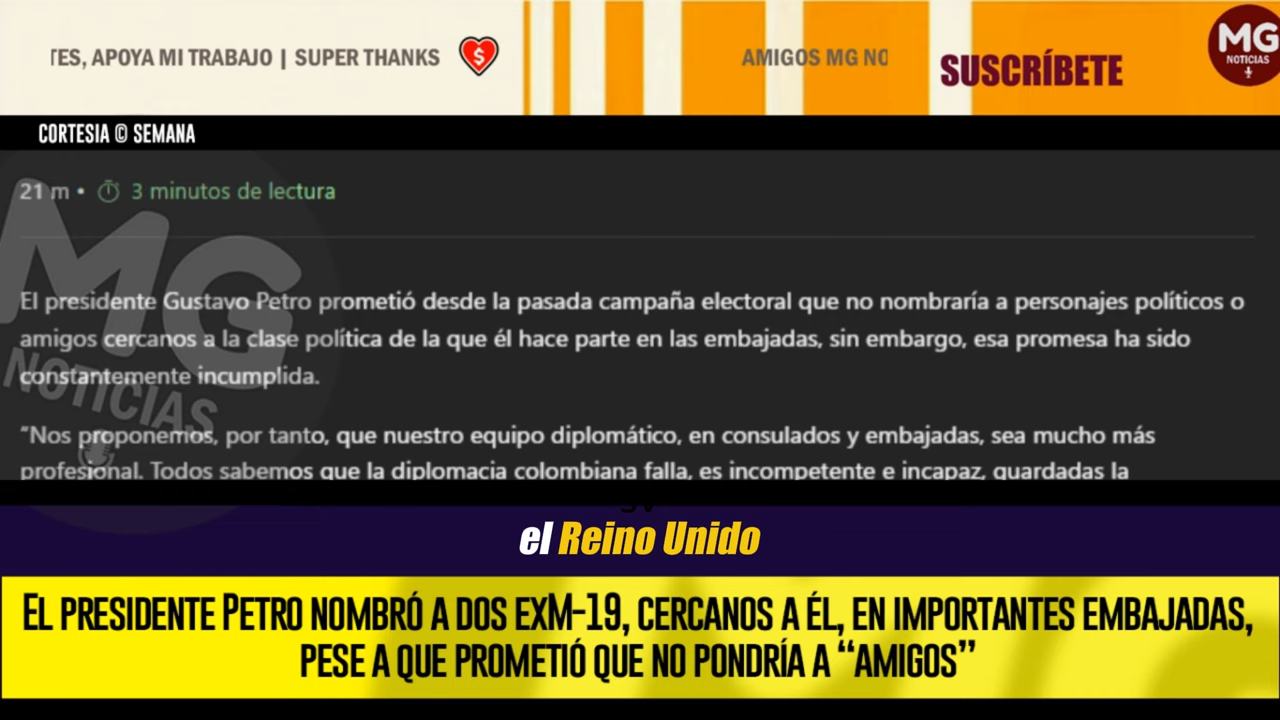 TES, APOYA MI TRABAJO | SUPER THANKS
AMIGOS MG NO
SUSCRÍBETE
MG
NOTICIAS
CORTESIA © SEMANA
21 m • 3 minutos de lectura
El presidente Gustavo Petro prometió desde la pasada campaña electoral que no nombraría a personajes políticos o
amigos cercanos a la clase política de la que él hace parte en las embajadas, sin embargo, esa promesa ha sido
constantemente incumplida.
"Nos proponemos, por tanto, que nuestro equipo diplomático, en consulados y embajadas, sea mucho más
profesional. Todos sabemos que la diplomacia colombiana falla, es incompetente e incapaz, guardadas la
MG
NOTICIAS
el Reino Unido
EL PRESIDENTE PETRO NOMBRÓ A DOS EXM-19, CERCANOS A ÉL, EN IMPORTANTES EMBAJADAS,
PESE A QUE PROMETIÓ QUE NO PONDRÍA A “AMIGOS”